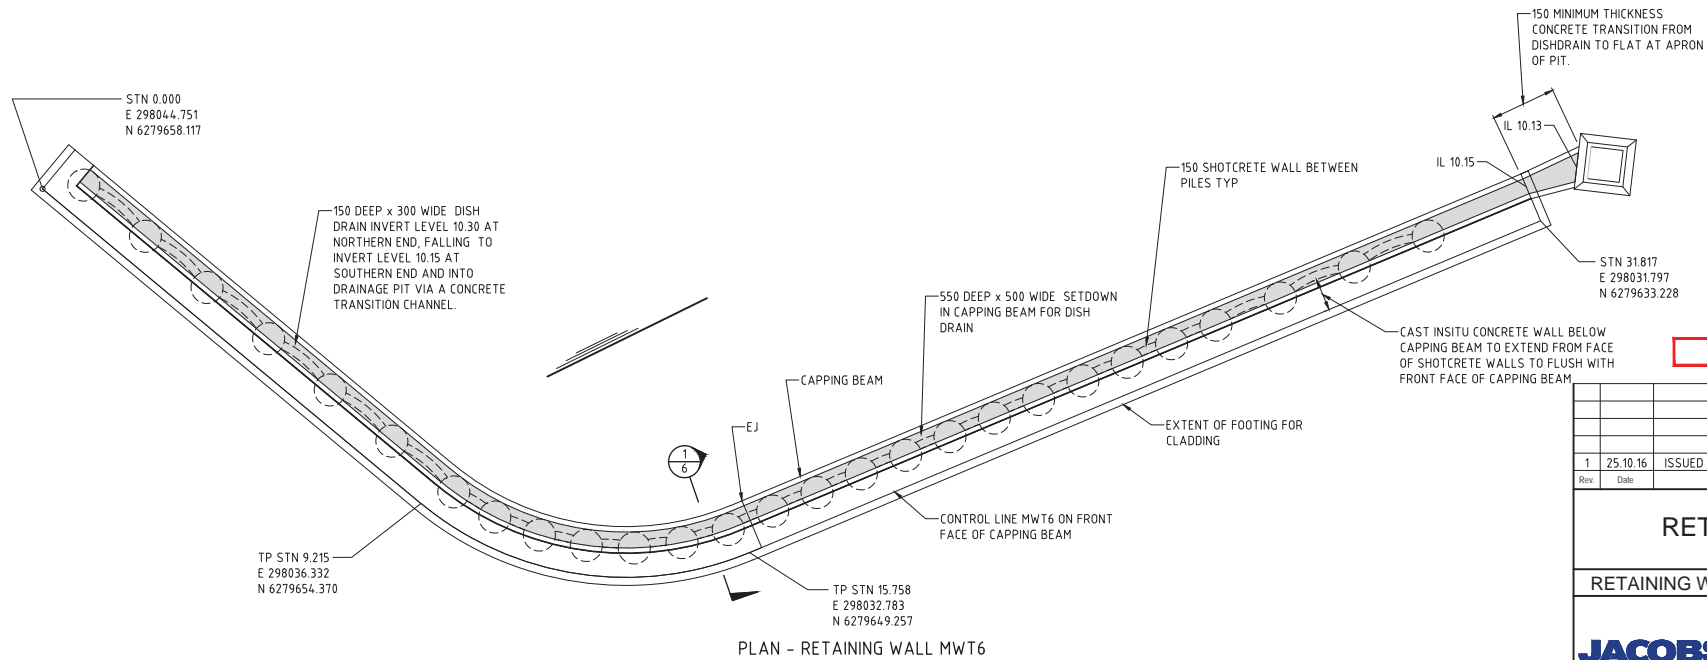 150 MINIMUM THICKNESS
CONCRETE TRANSITION FROM
DISHDRAIN TO FLAT AT APRON
OF PIT.
STN 0.000
E 298044.751
N 6279658.117
IL 10.13
IL 10.15
150 SHOTCRETE WALL BETWEEN
PILES TYP
150 DEEP x 300 WIDE DISH
DRAIN INVERT LEVEL 10.30 AT
NORTHERN END, FALLING TO
INVERT LEVEL 10.15 AT
SOUTHERN END AND INTO
DRAINAGE PIT VIA A CONCRETE
TRANSITION CHANNEL.
STN 31.817
E 298031.797
N 6279633.228
550 DEEP x 500 WIDE SETDOWN
IN CAPPING BEAM FOR DISH
DRAIN
CAST INSITU CONCRETE WALL BELOW
CAPPING BEAM TO EXTEND FROM FACE
OF SHOTCRETE WALLS TO FLUSH WITH
FRONT FACE OF CAPPING BEAM
CAPPING BEAM
EJ
EXTENT OF FOOTING FOR
CLADDING
1
6
1 25.10.16 ISSUED
Rev. Date
CONTROL LINE MWT6 ON FRONT
FACE OF CAPPING BEAM
RET
TP STN 9.215
E 298036.332
N 6279654.370
RETAINING W
TP STN 15.758
E 298032.783
N 6279649.257
PLAN - RETAINING WALL MWT6
JACOBS